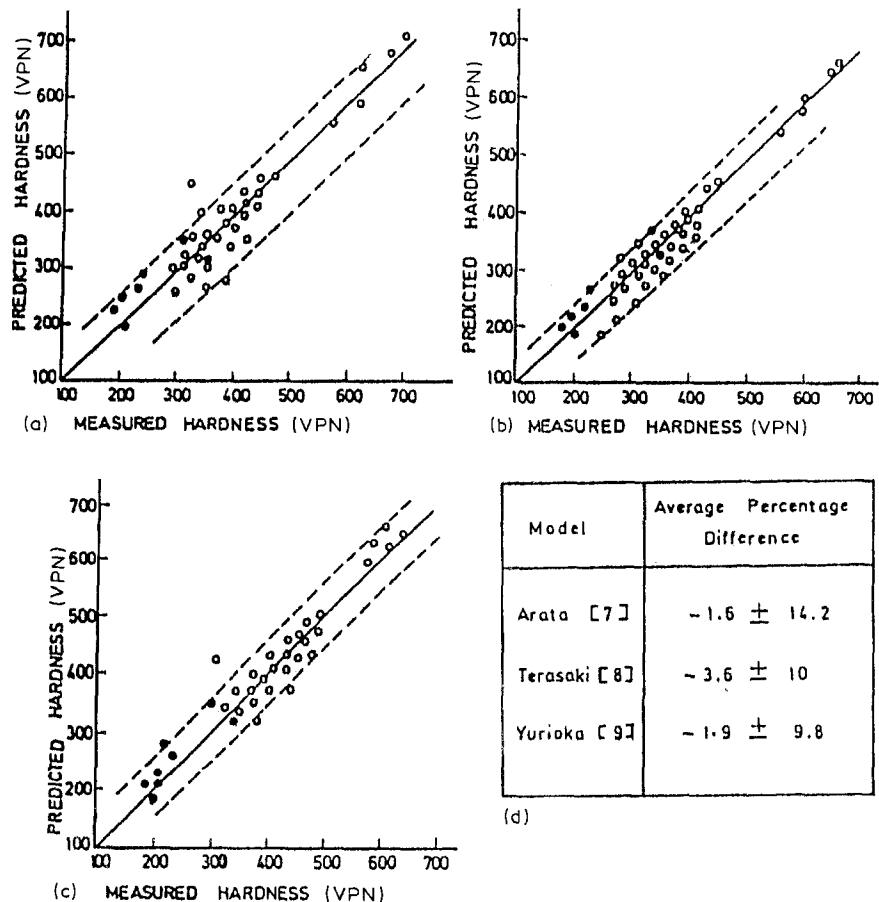 PREDICTED HARDNESS (VPN)
700
600
500
400
300
200
100
100 200 300 400 500 600 700
(a) MEASURED HARDNESS (VPN)
PREDICTED HARDNESS (VPN)
700
600
500
400
300
200
100
100 200 300 400 500 600 700
(b) MEASURED HARDNESS (VPN)
PREDICTED HARDNESS (VPN)
700
600
500
400
300
200
100
100 200 300 400 500 600 700
(c) MEASURED HARDNESS (VPN)
Model
Average Percentage
Difference
Arata [7] -1.6 ± 14.2
Terasaki [8] -3.6 ± 10
Yurioka [9] -1.9 ± 9.8
(d)